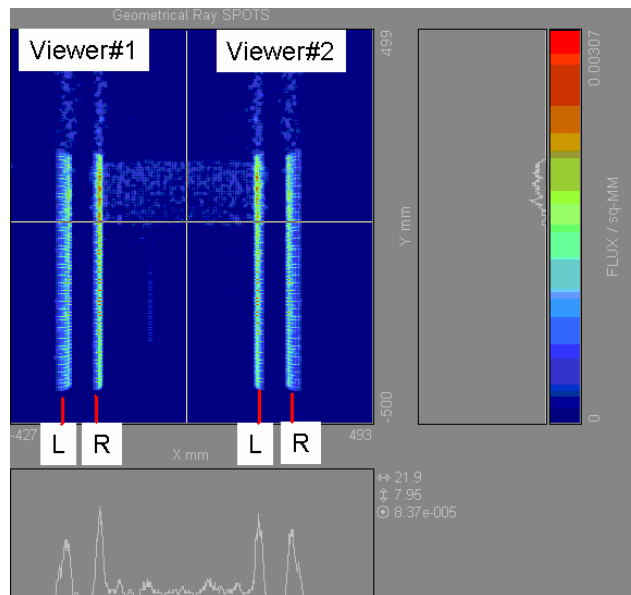 Geometrical Ray SPOTS
Viewer#1
Viewer#2
499
Y mm
-500
0.00307
FLUX / sq-MM
0
-427
L
R
L
R
493
X mm
21.9
7.95
8.37e-005